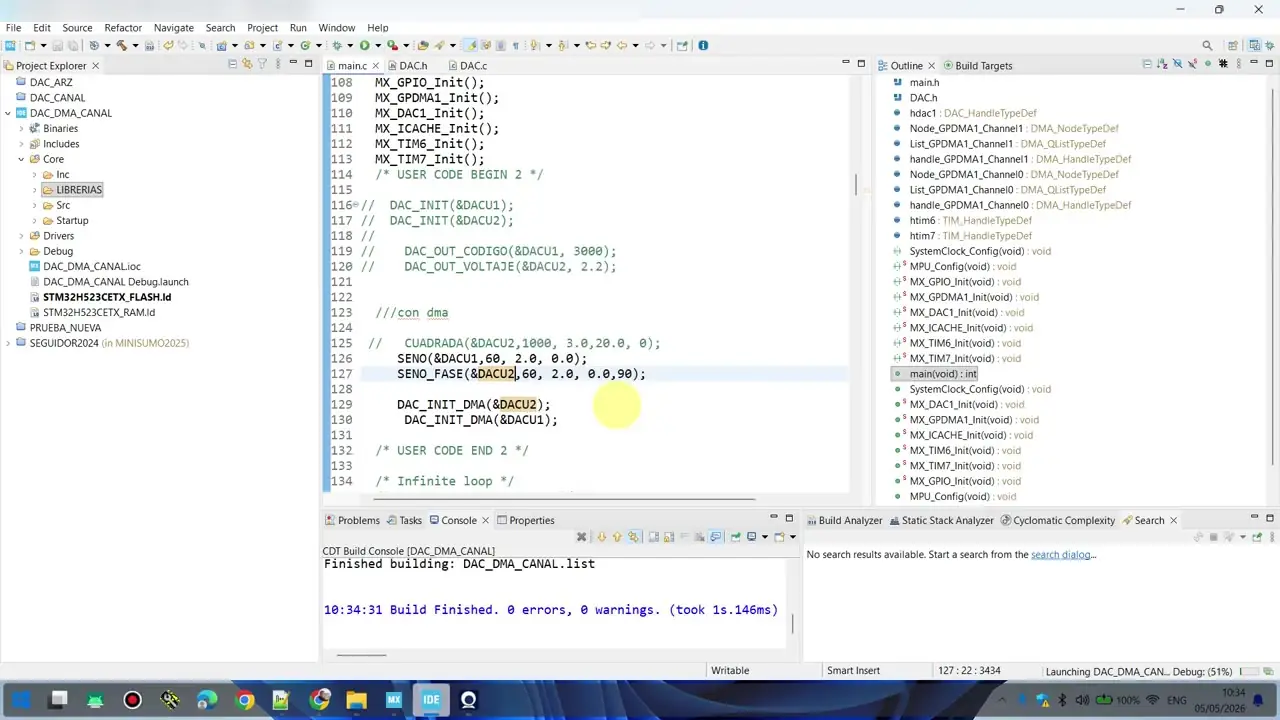 File Edit Source Refactor Navigate Search Project Run Window Help
Project Explorer
DAC_ARZ
DAC_CANAL
DAC_DMA_CANAL
Binaries
Includes
Core
Inc
LIBRERIAS
Src
Startup
Drivers
Debug
DAC_DMA_CANAL.ioc
DAC_DMA_CANAL Debug.launch
STM32H523CETX_FLASH.ld
STM32H523CETX_RAM.ld
PRUEBA_NUEVA
SEGUIDOR2024 (in MINISUMO2025)
main.c DAC.h DAC.c
108 MX_GPIO_Init();
109 MX_GPDMA1_Init();
110 MX_DAC1_Init();
111 MX_ICACHE_Init();
112 MX_TIM6_Init();
113 MX_TIM7_Init();
114 /* USER CODE BEGIN 2 */
115
116 // DAC_INIT(&DACU1);
117 // DAC_INIT(&DACU2);
118 //
119 // DAC_OUT_CODIGO(&DACU1, 3000);
120 // DAC_OUT_VOLTAJE(&DACU2, 2.2);
121
122
123 ///con dma
124
125 // CUADRADA(&DACU2,1000, 3.0,20.0, 0);
126 SENO(&DACU1,60, 2.0, 0.0);
127 SENO_FASE(&DACU2,60, 2.0, 0.0,90);
128
129 DAC_INIT_DMA(&DACU2);
130 DAC_INIT_DMA(&DACU1);
131
132 /* USER CODE END 2 */
133
134 /* Infinite loop */
Outline Build Targets
main.h
DAC.h
hdac1 : DAC_HandleTypeDef
Node_GPDMA1_Channel1 : DMA_NodeTypeDef
List_GPDMA1_Channel1 : DMA_QListTypeDef
handle_GPDMA1_Channel1 : DMA_HandleTypeDef
Node_GPDMA1_Channel0 : DMA_NodeTypeDef
List_GPDMA1_Channel0 : DMA_QListTypeDef
handle_GPDMA1_Channel0 : DMA_HandleTypeDef
htim6 : TIM_HandleTypeDef
htim7 : TIM_HandleTypeDef
SystemClock_Config(void) : void
MPU_Config(void) : void
MX_GPIO_Init(void) : void
MX_GPDMA1_Init(void) : void
MX_DAC1_Init(void) : void
MX_ICACHE_Init(void) : void
MX_TIM6_Init(void) : void
MX_TIM7_Init(void) : void
main(void) : int
SystemClock_Config(void) : void
MX_DAC1_Init(void) : void
MX_GPDMA1_Init(void) : void
MX_ICACHE_Init(void) : void
MX_TIM6_Init(void) : void
MX_TIM7_Init(void) : void
MX_GPIO_Init(void) : void
MPU_Config(void) : void
Problems Tasks Console Properties
CDT Build Console [DAC_DMA_CANAL]
Finished building: DAC_DMA_CANAL.list
10:34:31 Build Finished. 0 errors, 0 warnings. (took 1s.146ms)
Build Analyzer Static Stack Analyzer Cyclomatic Complexity Search
No search results available. Start a search from the search dialog...
Writable Smart Insert 127 : 22 : 3434 Launching DAC_DMA_CAN... Debug: (51%)
MX IDE 100% ENG 10:34
05/05/2026